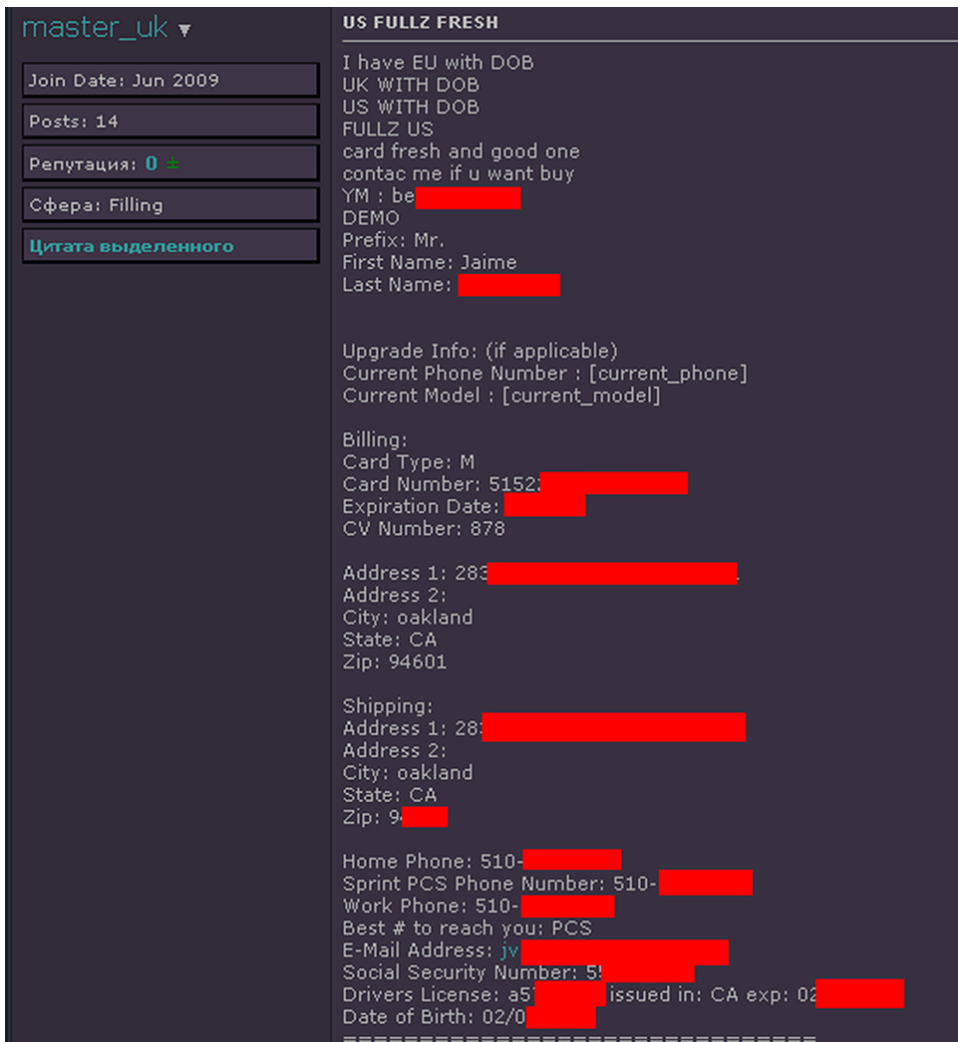 master_uk ▼
Join Date: Jun 2009
Posts: 14
Репутация: 0 ±
Сфера: Filling
Цитата выделенного
US FULLZ FRESH
I have EU with DOB
UK WITH DOB
US WITH DOB
FULLZ US
card fresh and good one
contac me if u want buy
YM : be
DEMO
Prefix: Mr.
First Name: Jaime
Last Name:
Upgrade Info: (if applicable)
Current Phone Number : [current_phone]
Current Model : [current_model]
Billing:
Card Type: M
Card Number: 5152
Expiration Date:
CV Number: 878
Address 1: 283
Address 2:
City: oakland
State: CA
Zip: 94601
Shipping:
Address 1: 28
Address 2:
City: oakland
State: CA
Zip: 9
Home Phone: 510-
Sprint PCS Phone Number: 510-
Work Phone: 510-
Best # to reach you: PCS
E-Mail Address: jv
Social Security Number: 5
Drivers License: a5 issued in: CA exp: 02
Date of Birth: 02/0
===============================